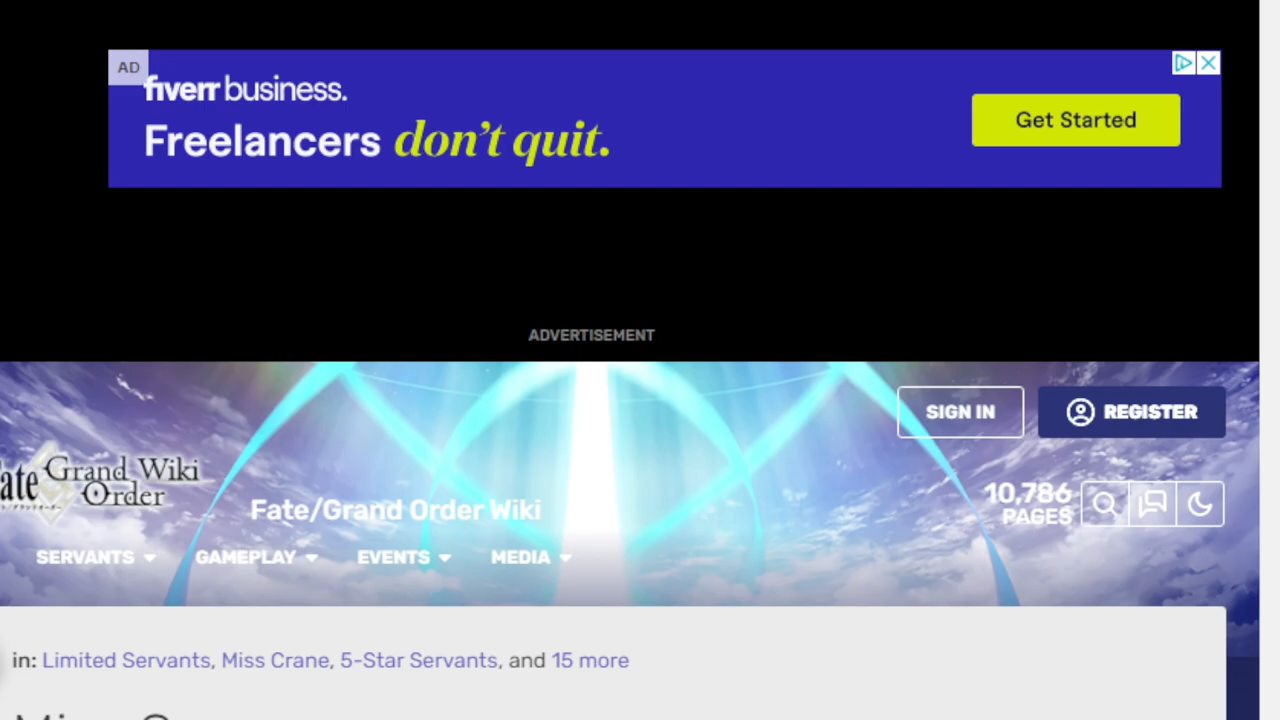 AD
fiverr business.
Freelancers don't quit.
Get Started
ADVERTISEMENT
SIGN IN
REGISTER
Grand Wiki
Order
Fate/Grand Order Wiki
10,786
PAGES
SERVANTS
GAMEPLAY
EVENTS
MEDIA
in: Limited Servants, Miss Crane, 5-Star Servants, and 15 more